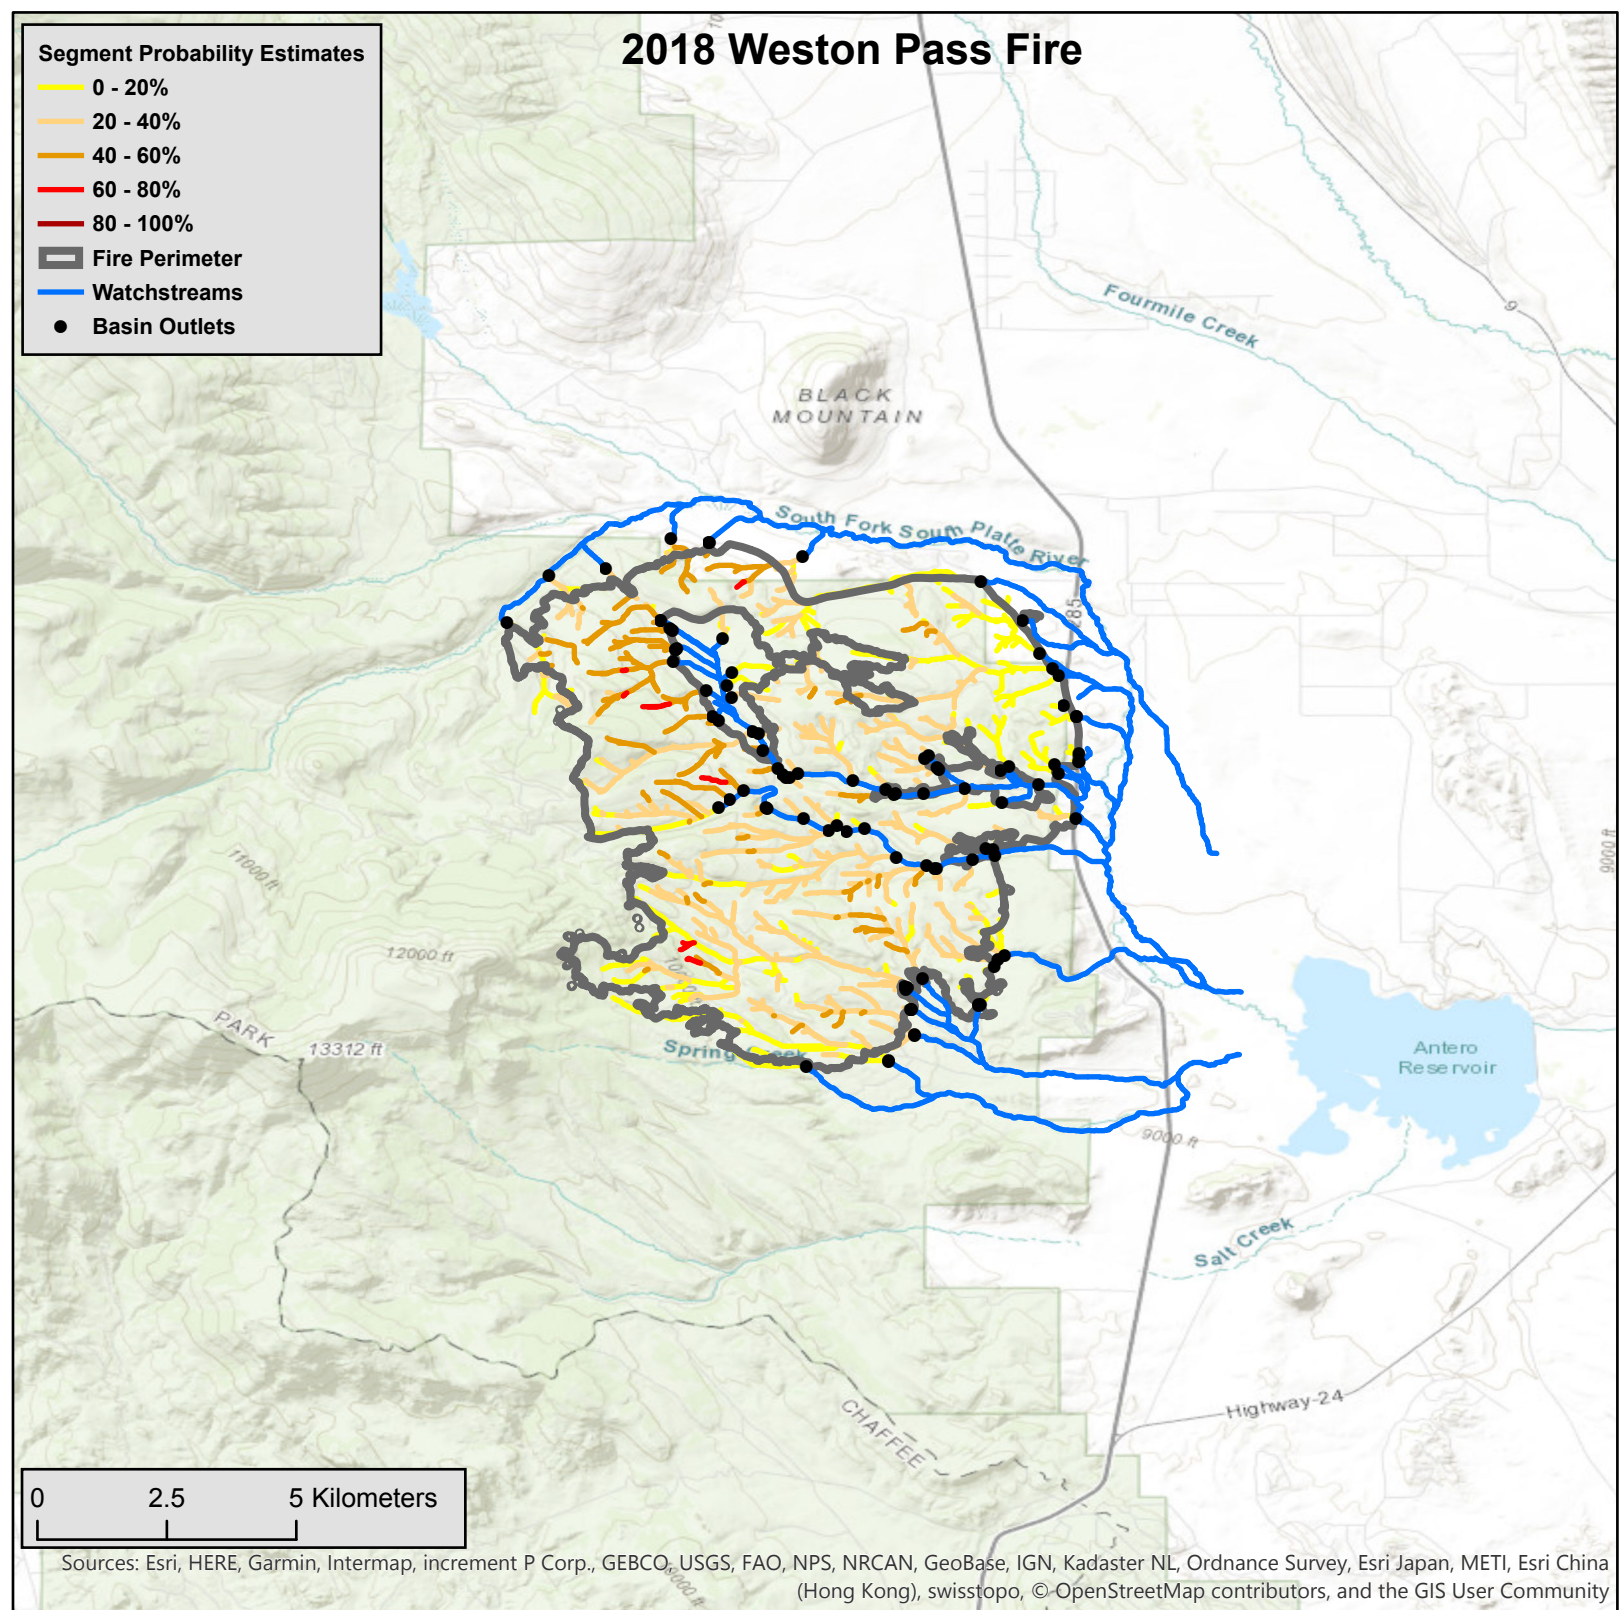 2018 Weston Pass Fire
Segment Probability Estimates
0 - 20%
20 - 40%
40 - 60%
60 - 80%
80 - 100%
Fire Perimeter
Watchstreams
Basin Outlets
Fourmile Creek
9
BLACK
MOUNTAIN
South Fork South Platte River
285
11000 ft
9000 ft
12000 ft
PARK
13312 ft
Spring Creek
Antero
Reservoir
9000 ft
Salt Creek
Highway 24
CHAFFEE
0 2.5 5 Kilometers
Sources: Esri, HERE, Garmin, Intermap, increment P Corp., GEBCO, USGS, FAO, NPS, NRCAN, GeoBase, IGN, Kadaster NL, Ordnance Survey, Esri Japan, METI, Esri China
(Hong Kong), swisstopo, © OpenStreetMap contributors, and the GIS User Community